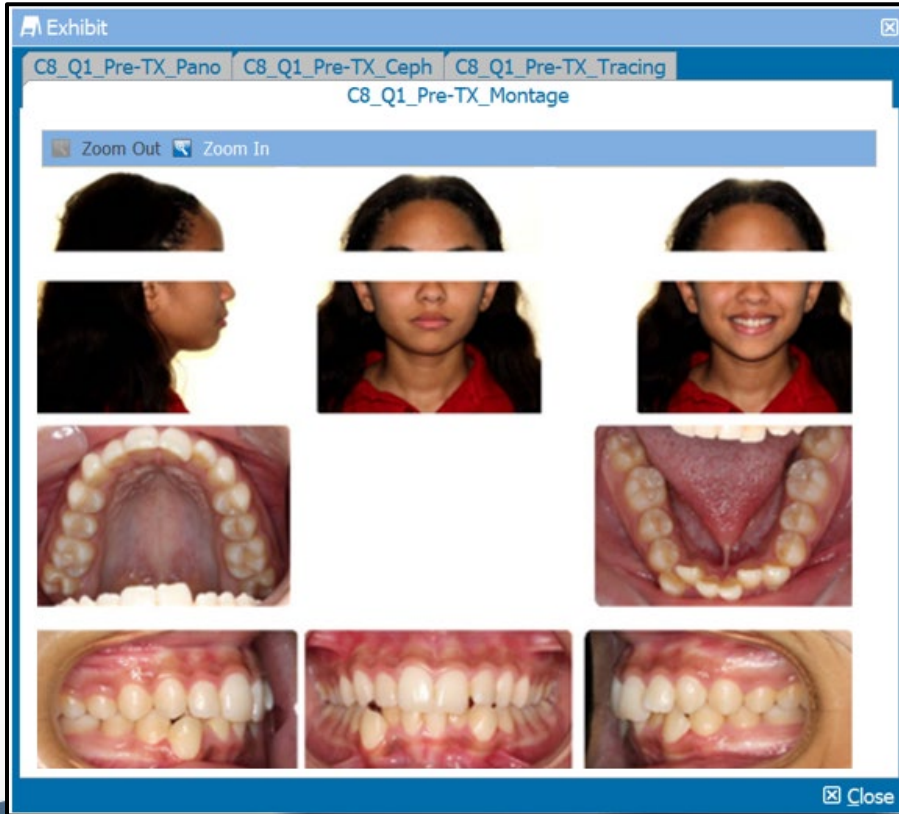 Exhibit
C8_Q1_Pre-TX_Pano C8_Q1_Pre-TX_Ceph C8_Q1_Pre-TX_Tracing
C8_Q1_Pre-TX_Montage
Zoom Out Zoom In
Close